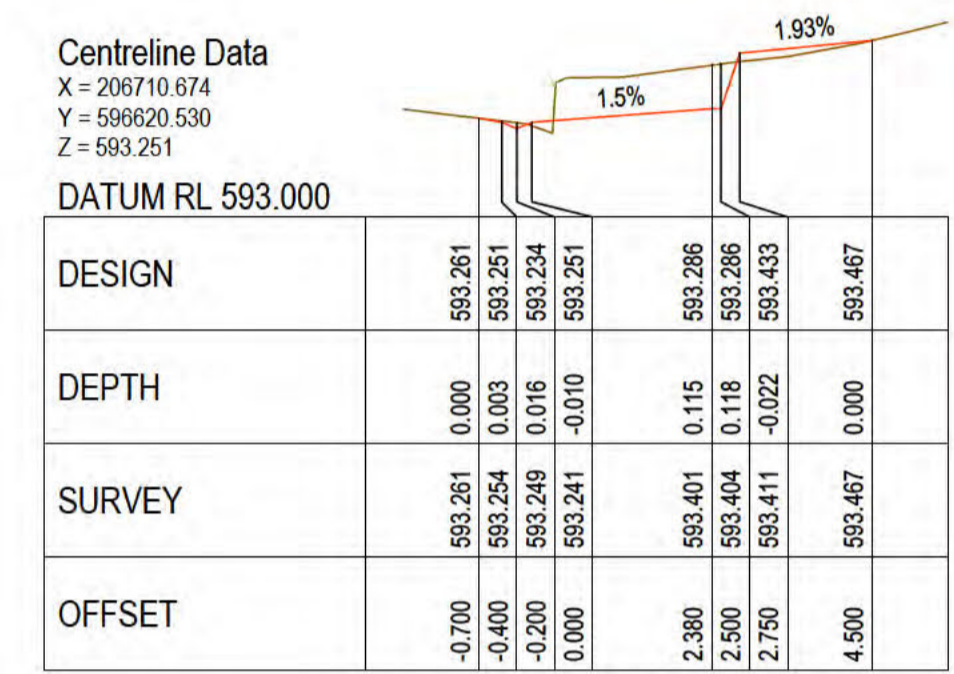 1.93%
Centreline Data
X = 206710.674
Y = 596620.530
Z = 593.251
1.5%
DATUM RL 593.000
DESIGN 593.261 593.251 593.234 593.251 593.286 593.286 593.433 593.467
DEPTH 0.000 0.003 0.016 -0.010 0.115 0.118 -0.022 0.000
SURVEY 593.261 593.254 593.249 593.241 593.401 593.404 593.411 593.467
OFFSET -0.700 -0.400 -0.200 0.000 2.380 2.500 2.750 4.500